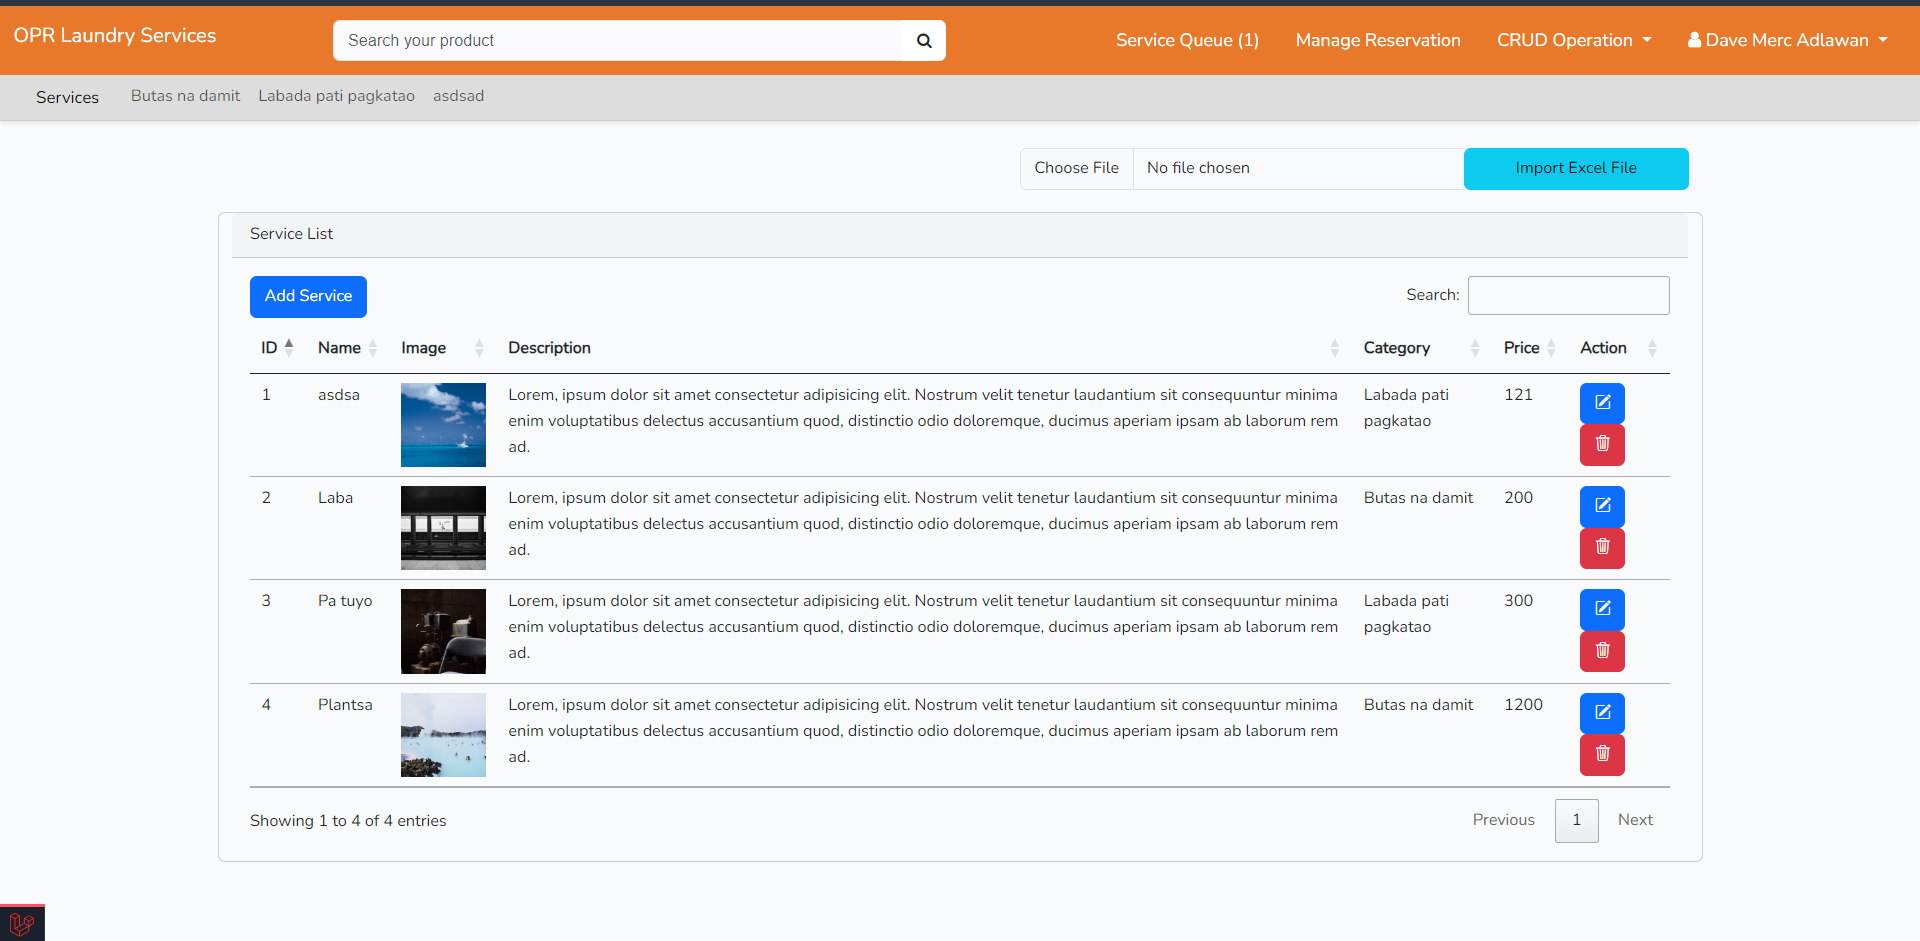 OPR Laundry Services
Search your product
Service Queue (1)
Manage Reservation
CRUD Operation
Dave Merc Adlawan
Services
Butas na damit
Labada pati pagkatao
asdsad
Choose File
No file chosen
Import Excel File
Service List
Add Service
Search:
ID Name Image Description Category Price Action
1 asdsa Lorem, ipsum dolor sit amet consectetur adipisicing elit. Nostrum velit tenetur laudantium sit consequuntur minima Labada pati 121
enim voluptatibus delectus accusantium quod, distinctio odio doloremque, ducimus aperiam ipsam ab laborum rem pagkatao
ad.
2 Laba Lorem, ipsum dolor sit amet consectetur adipisicing elit. Nostrum velit tenetur laudantium sit consequuntur minima Butas na damit 200
enim voluptatibus delectus accusantium quod, distinctio odio doloremque, ducimus aperiam ipsam ab laborum rem
ad.
3 Pa tuyo Lorem, ipsum dolor sit amet consectetur adipisicing elit. Nostrum velit tenetur laudantium sit consequuntur minima Labada pati 300
enim voluptatibus delectus accusantium quod, distinctio odio doloremque, ducimus aperiam ipsam ab laborum rem pagkatao
ad.
4 Plantsa Lorem, ipsum dolor sit amet consectetur adipisicing elit. Nostrum velit tenetur laudantium sit consequuntur minima Butas na damit 1200
enim voluptatibus delectus accusantium quod, distinctio odio doloremque, ducimus aperiam ipsam ab laborum rem
ad.
Showing 1 to 4 of 4 entries
Previous 1 Next